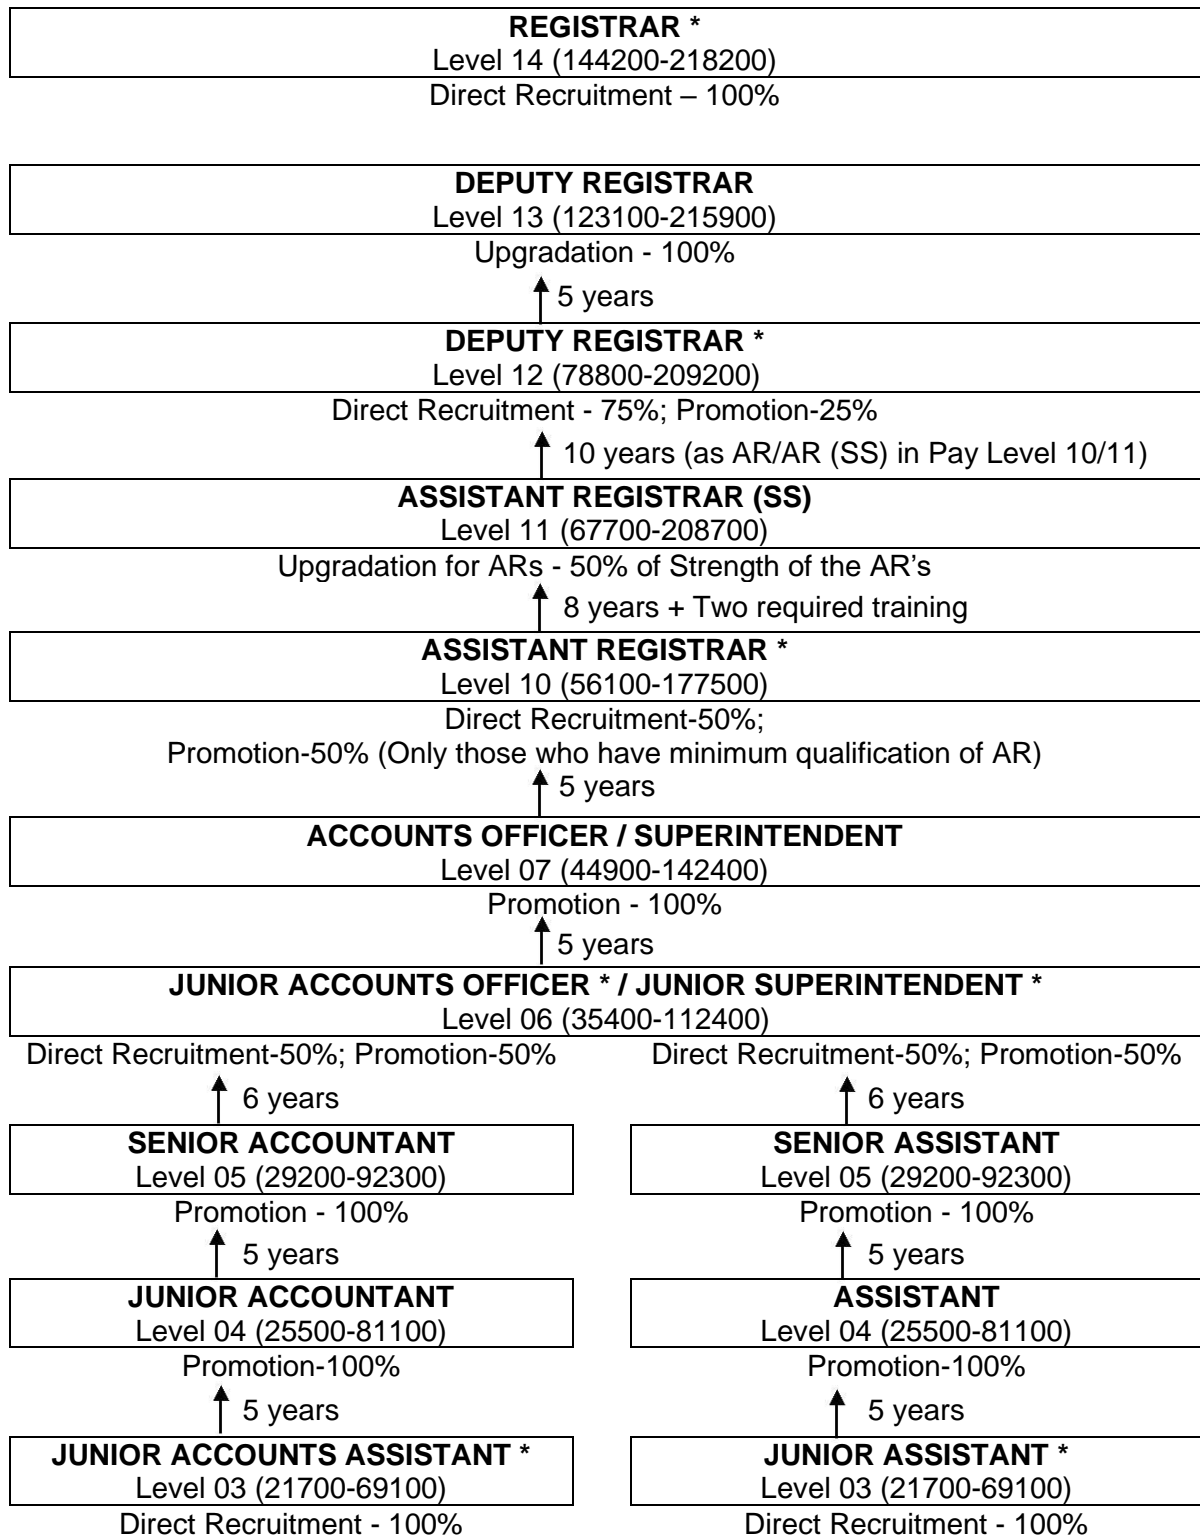 REGISTRAR *
Level 14 (144200-218200)
Direct Recruitment – 100%
DEPUTY REGISTRAR
Level 13 (123100-215900)
Upgradation - 100%
5 years
DEPUTY REGISTRAR *
Level 12 (78800-209200)
Direct Recruitment - 75%; Promotion-25%
10 years (as AR/AR (SS) in Pay Level 10/11)
ASSISTANT REGISTRAR (SS)
Level 11 (67700-208700)
Upgradation for ARs - 50% of Strength of the AR’s
8 years + Two required training
ASSISTANT REGISTRAR *
Level 10 (56100-177500)
Direct Recruitment-50%;
Promotion-50% (Only those who have minimum qualification of AR)
5 years
ACCOUNTS OFFICER / SUPERINTENDENT
Level 07 (44900-142400)
Promotion - 100%
5 years
JUNIOR ACCOUNTS OFFICER * / JUNIOR SUPERINTENDENT *
Level 06 (35400-112400)
Direct Recruitment-50%; Promotion-50%
6 years
SENIOR ACCOUNTANT
Level 05 (29200-92300)
Promotion - 100%
5 years
JUNIOR ACCOUNTANT
Level 04 (25500-81100)
Promotion-100%
5 years
JUNIOR ACCOUNTS ASSISTANT *
Level 03 (21700-69100)
Direct Recruitment - 100%
Direct Recruitment-50%; Promotion-50%
6 years
SENIOR ASSISTANT
Level 05 (29200-92300)
Promotion - 100%
5 years
ASSISTANT
Level 04 (25500-81100)
Promotion-100%
5 years
JUNIOR ASSISTANT *
Level 03 (21700-69100)
Direct Recruitment - 100%